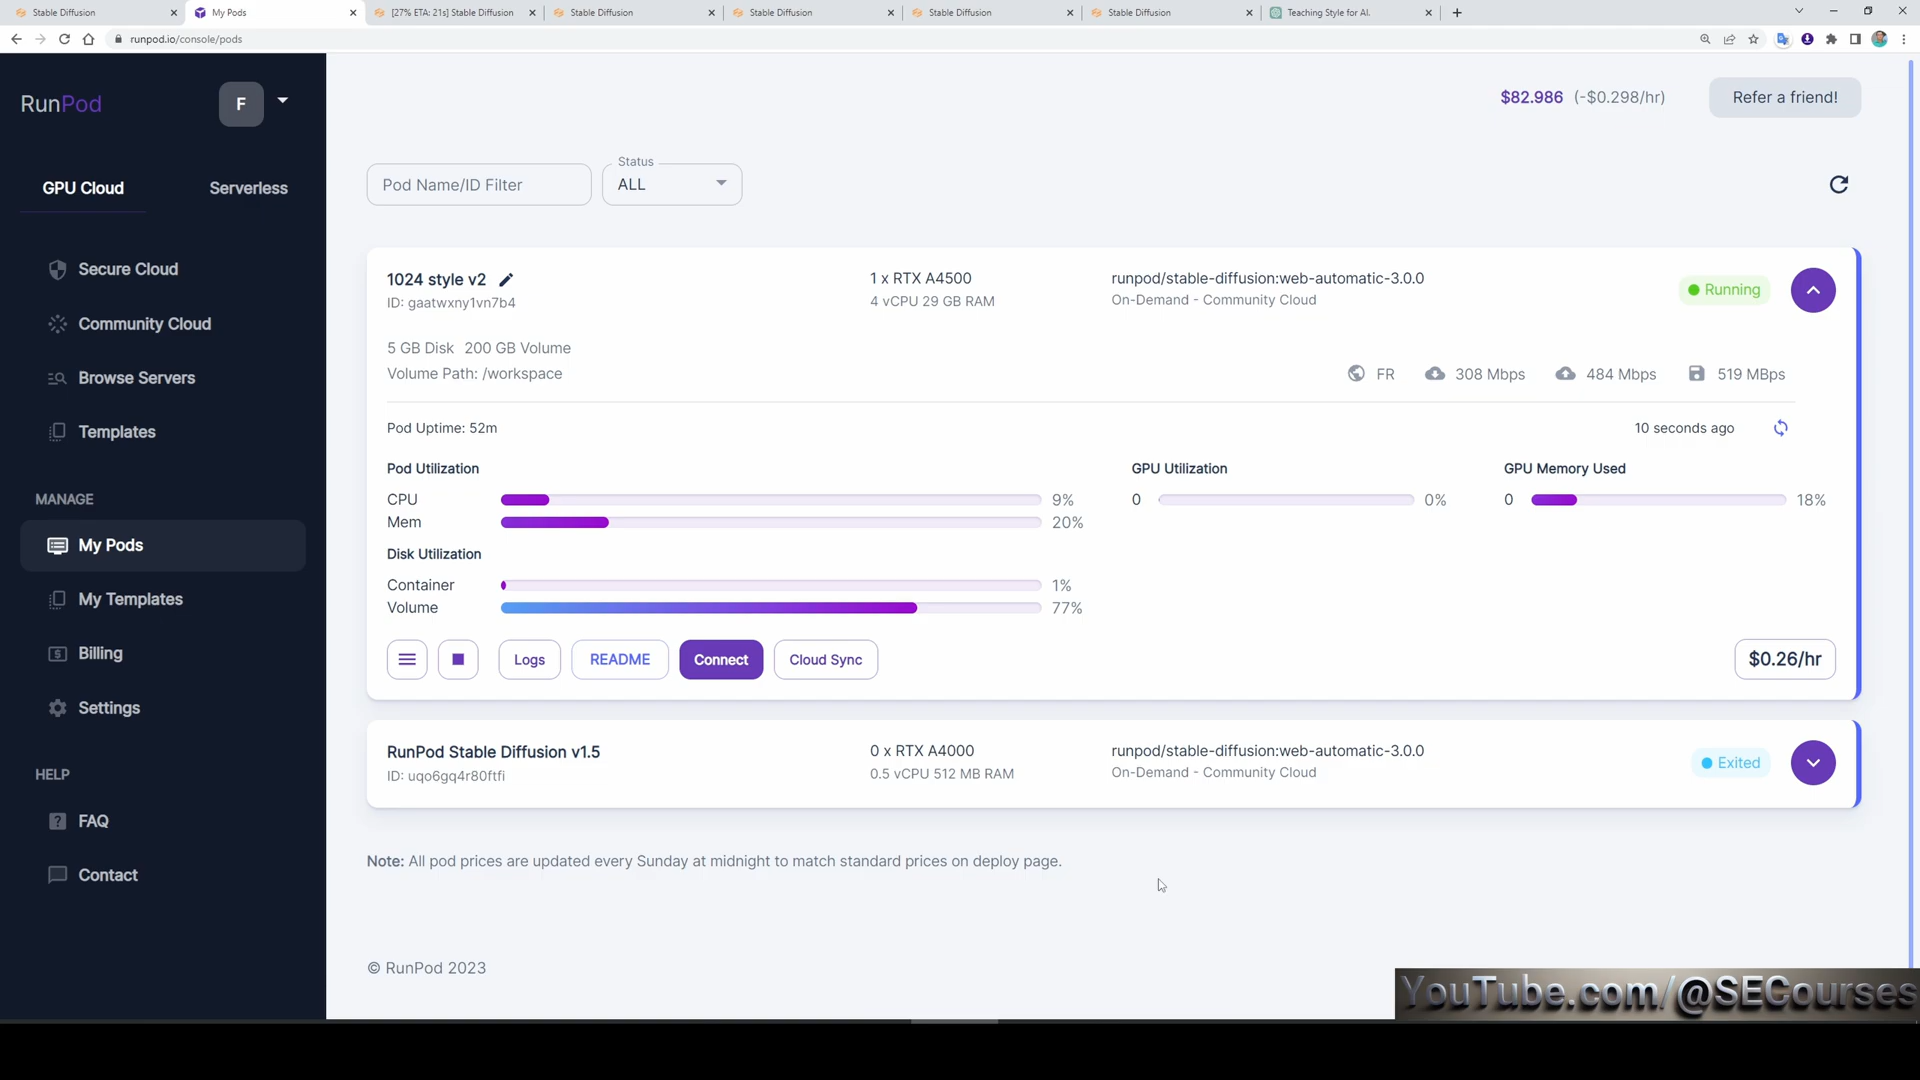 Stable Diffusion
My Pods
[27% ETA: 21s] Stable Diffusion
Stable Diffusion
Stable Diffusion
Stable Diffusion
Stable Diffusion
Teaching Style for AI.
runpod.io/console/pods
RunPod
F
$82.986 (-$0.298/hr)
Refer a friend!
GPU Cloud
Serverless
Secure Cloud
Community Cloud
Browse Servers
Templates
MANAGE
My Pods
My Templates
Billing
Settings
HELP
FAQ
Contact
Pod Name/ID Filter
Status
ALL
1024 style v2
ID: gaatwxny1vn7b4
1 x RTX A4500
4 vCPU 29 GB RAM
runpod/stable-diffusion:web-automatic-3.0.0
On-Demand - Community Cloud
Running
5 GB Disk 200 GB Volume
Volume Path: /workspace
FR
308 Mbps
484 Mbps
519 MBps
Pod Uptime: 52m
10 seconds ago
Pod Utilization
CPU 9%
Mem 20%
GPU Utilization
0 0%
GPU Memory Used
0 18%
Disk Utilization
Container 1%
Volume 77%
Logs
README
Connect
Cloud Sync
$0.26/hr
RunPod Stable Diffusion v1.5
ID: uqo6gq4r80ftfi
0 x RTX A4000
0.5 vCPU 512 MB RAM
runpod/stable-diffusion:web-automatic-3.0.0
On-Demand - Community Cloud
Exited
Note: All pod prices are updated every Sunday at midnight to match standard prices on deploy page.
© RunPod 2023
YouTube.com/@SECourses